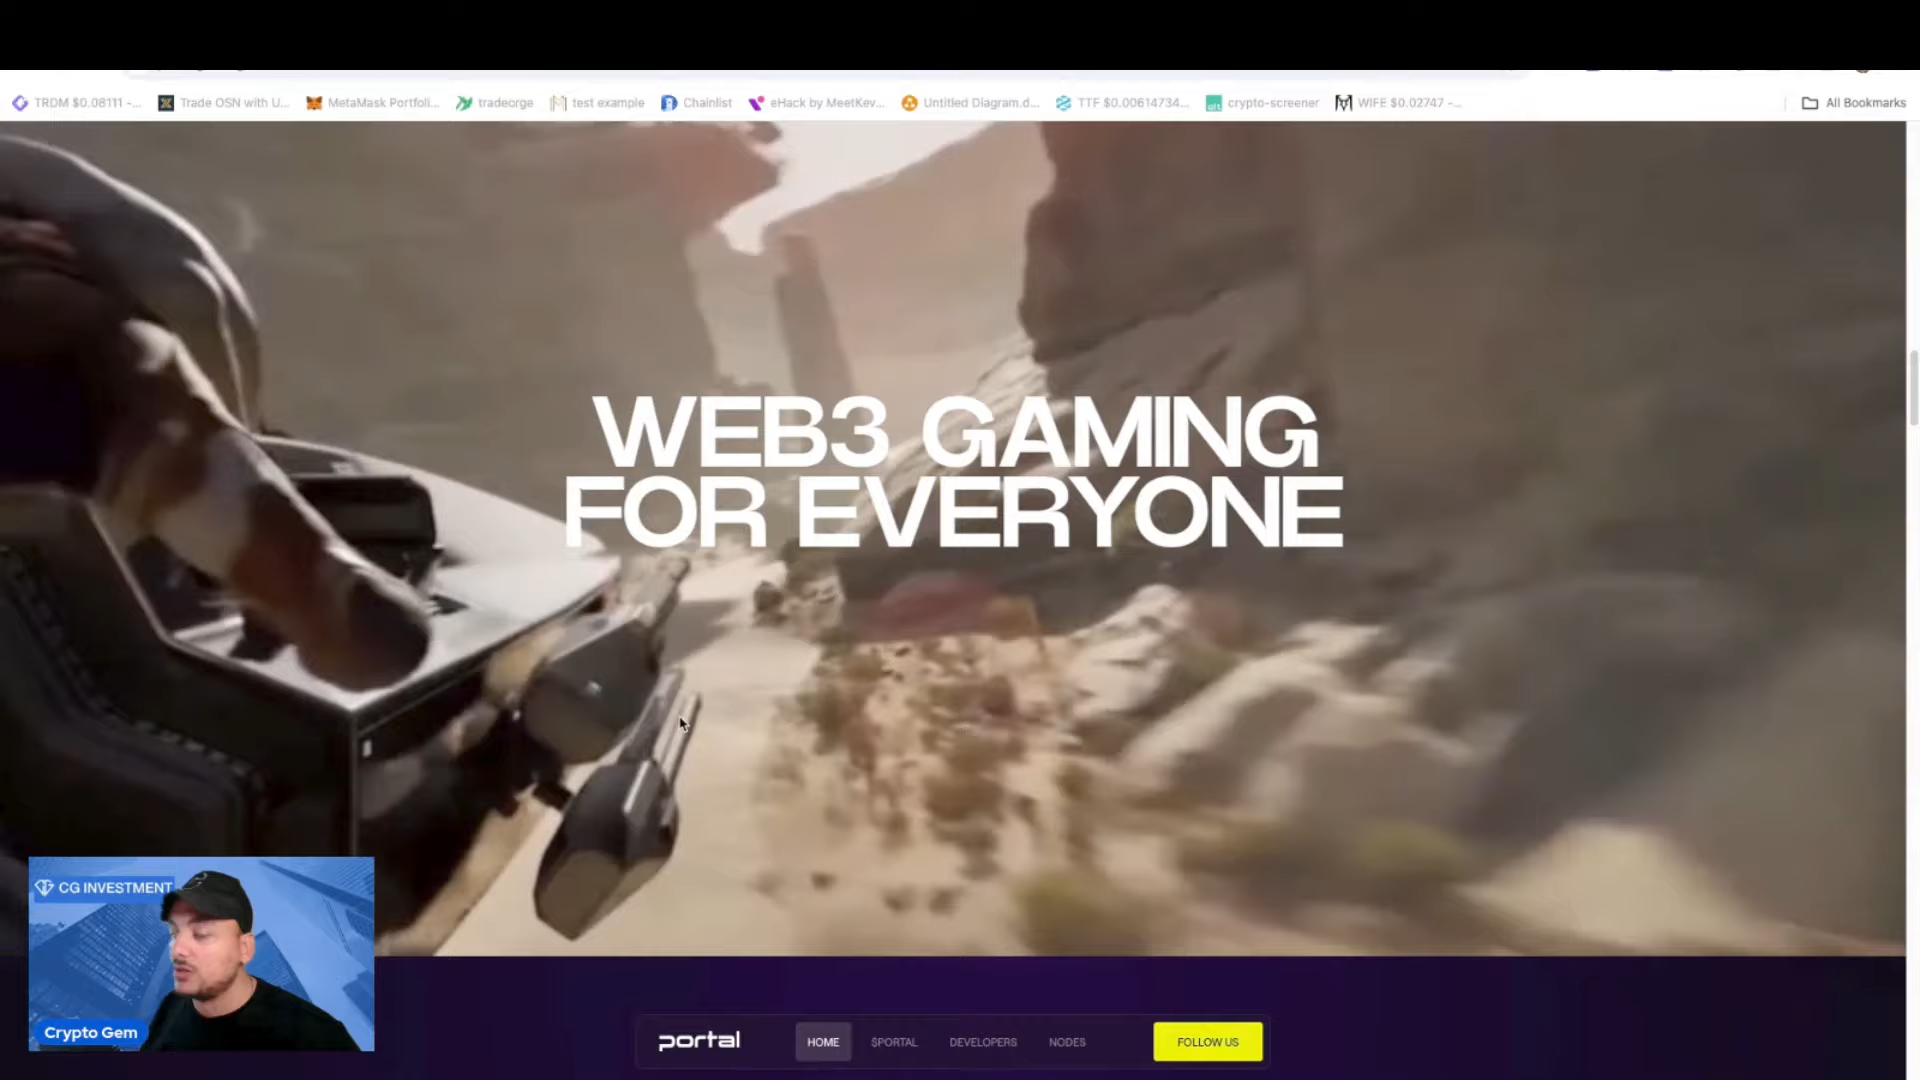 TRDM $0.08111 -...
Trade OSN with U...
MetaMask Portfoli...
tradeorge
test example
Chainlist
eHack by MeetKev...
Untitled Diagram.d...
TTF $0.00614734...
crypto-screener
WIFE $0.02747 -...
All Bookmarks
WEB3 GAMING
FOR EVERYONE
CG INVESTMENT
Crypto Gem
portal
HOME
$PORTAL
DEVELOPERS
NODES
FOLLOW US